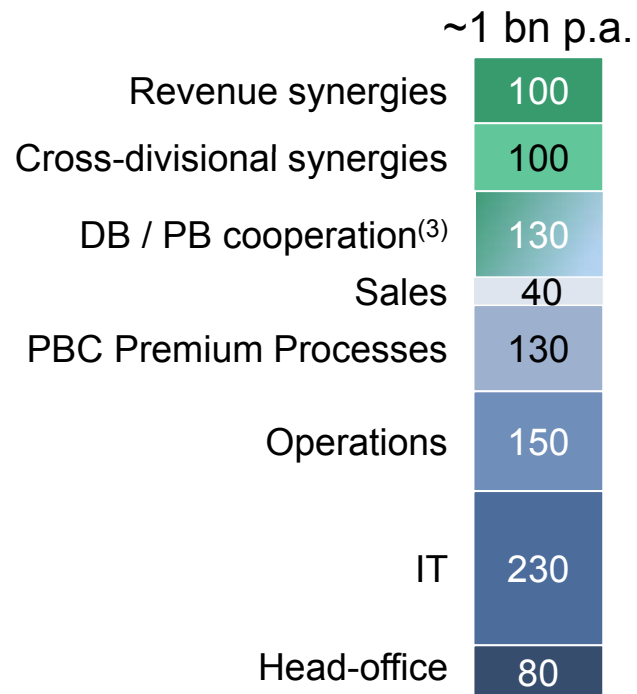 ~1 bn p.a.
Revenue synergies 100
Cross-divisional synergies 100
DB / PB cooperation(3) 130
Sales 40
PBC Premium Processes 130
Operations 150
IT 230
Head-office 80